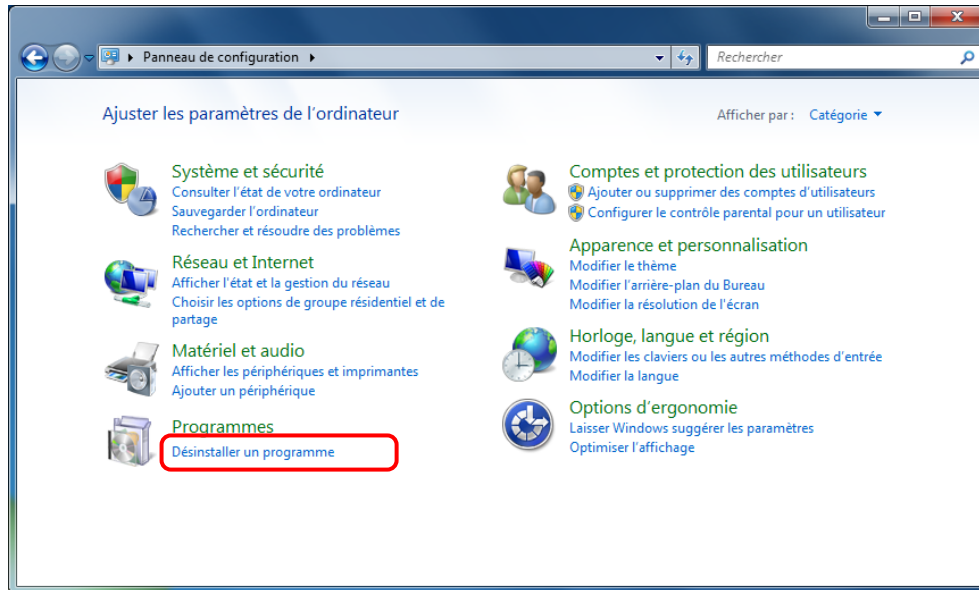 Panneau de configuration
Rechercher
Ajuster les paramètres de l'ordinateur
Afficher par : Catégorie
Système et sécurité
Consulter l'état de votre ordinateur
Sauvegarder l'ordinateur
Rechercher et résoudre des problèmes
Réseau et Internet
Afficher l'état et la gestion du réseau
Choisir les options de groupe résidentiel et de
partage
Matériel et audio
Afficher les périphériques et imprimantes
Ajouter un périphérique
Programmes
Désinstaller un programme
Comptes et protection des utilisateurs
Ajouter ou supprimer des comptes d'utilisateurs
Configurer le contrôle parental pour un utilisateur
Apparence et personnalisation
Modifier le thème
Modifier l'arrière-plan du Bureau
Modifier la résolution de l'écran
Horloge, langue et région
Modifier les claviers ou les autres méthodes d'entrée
Modifier la langue
Options d'ergonomie
Laisser Windows suggérer les paramètres
Optimiser l'affichage